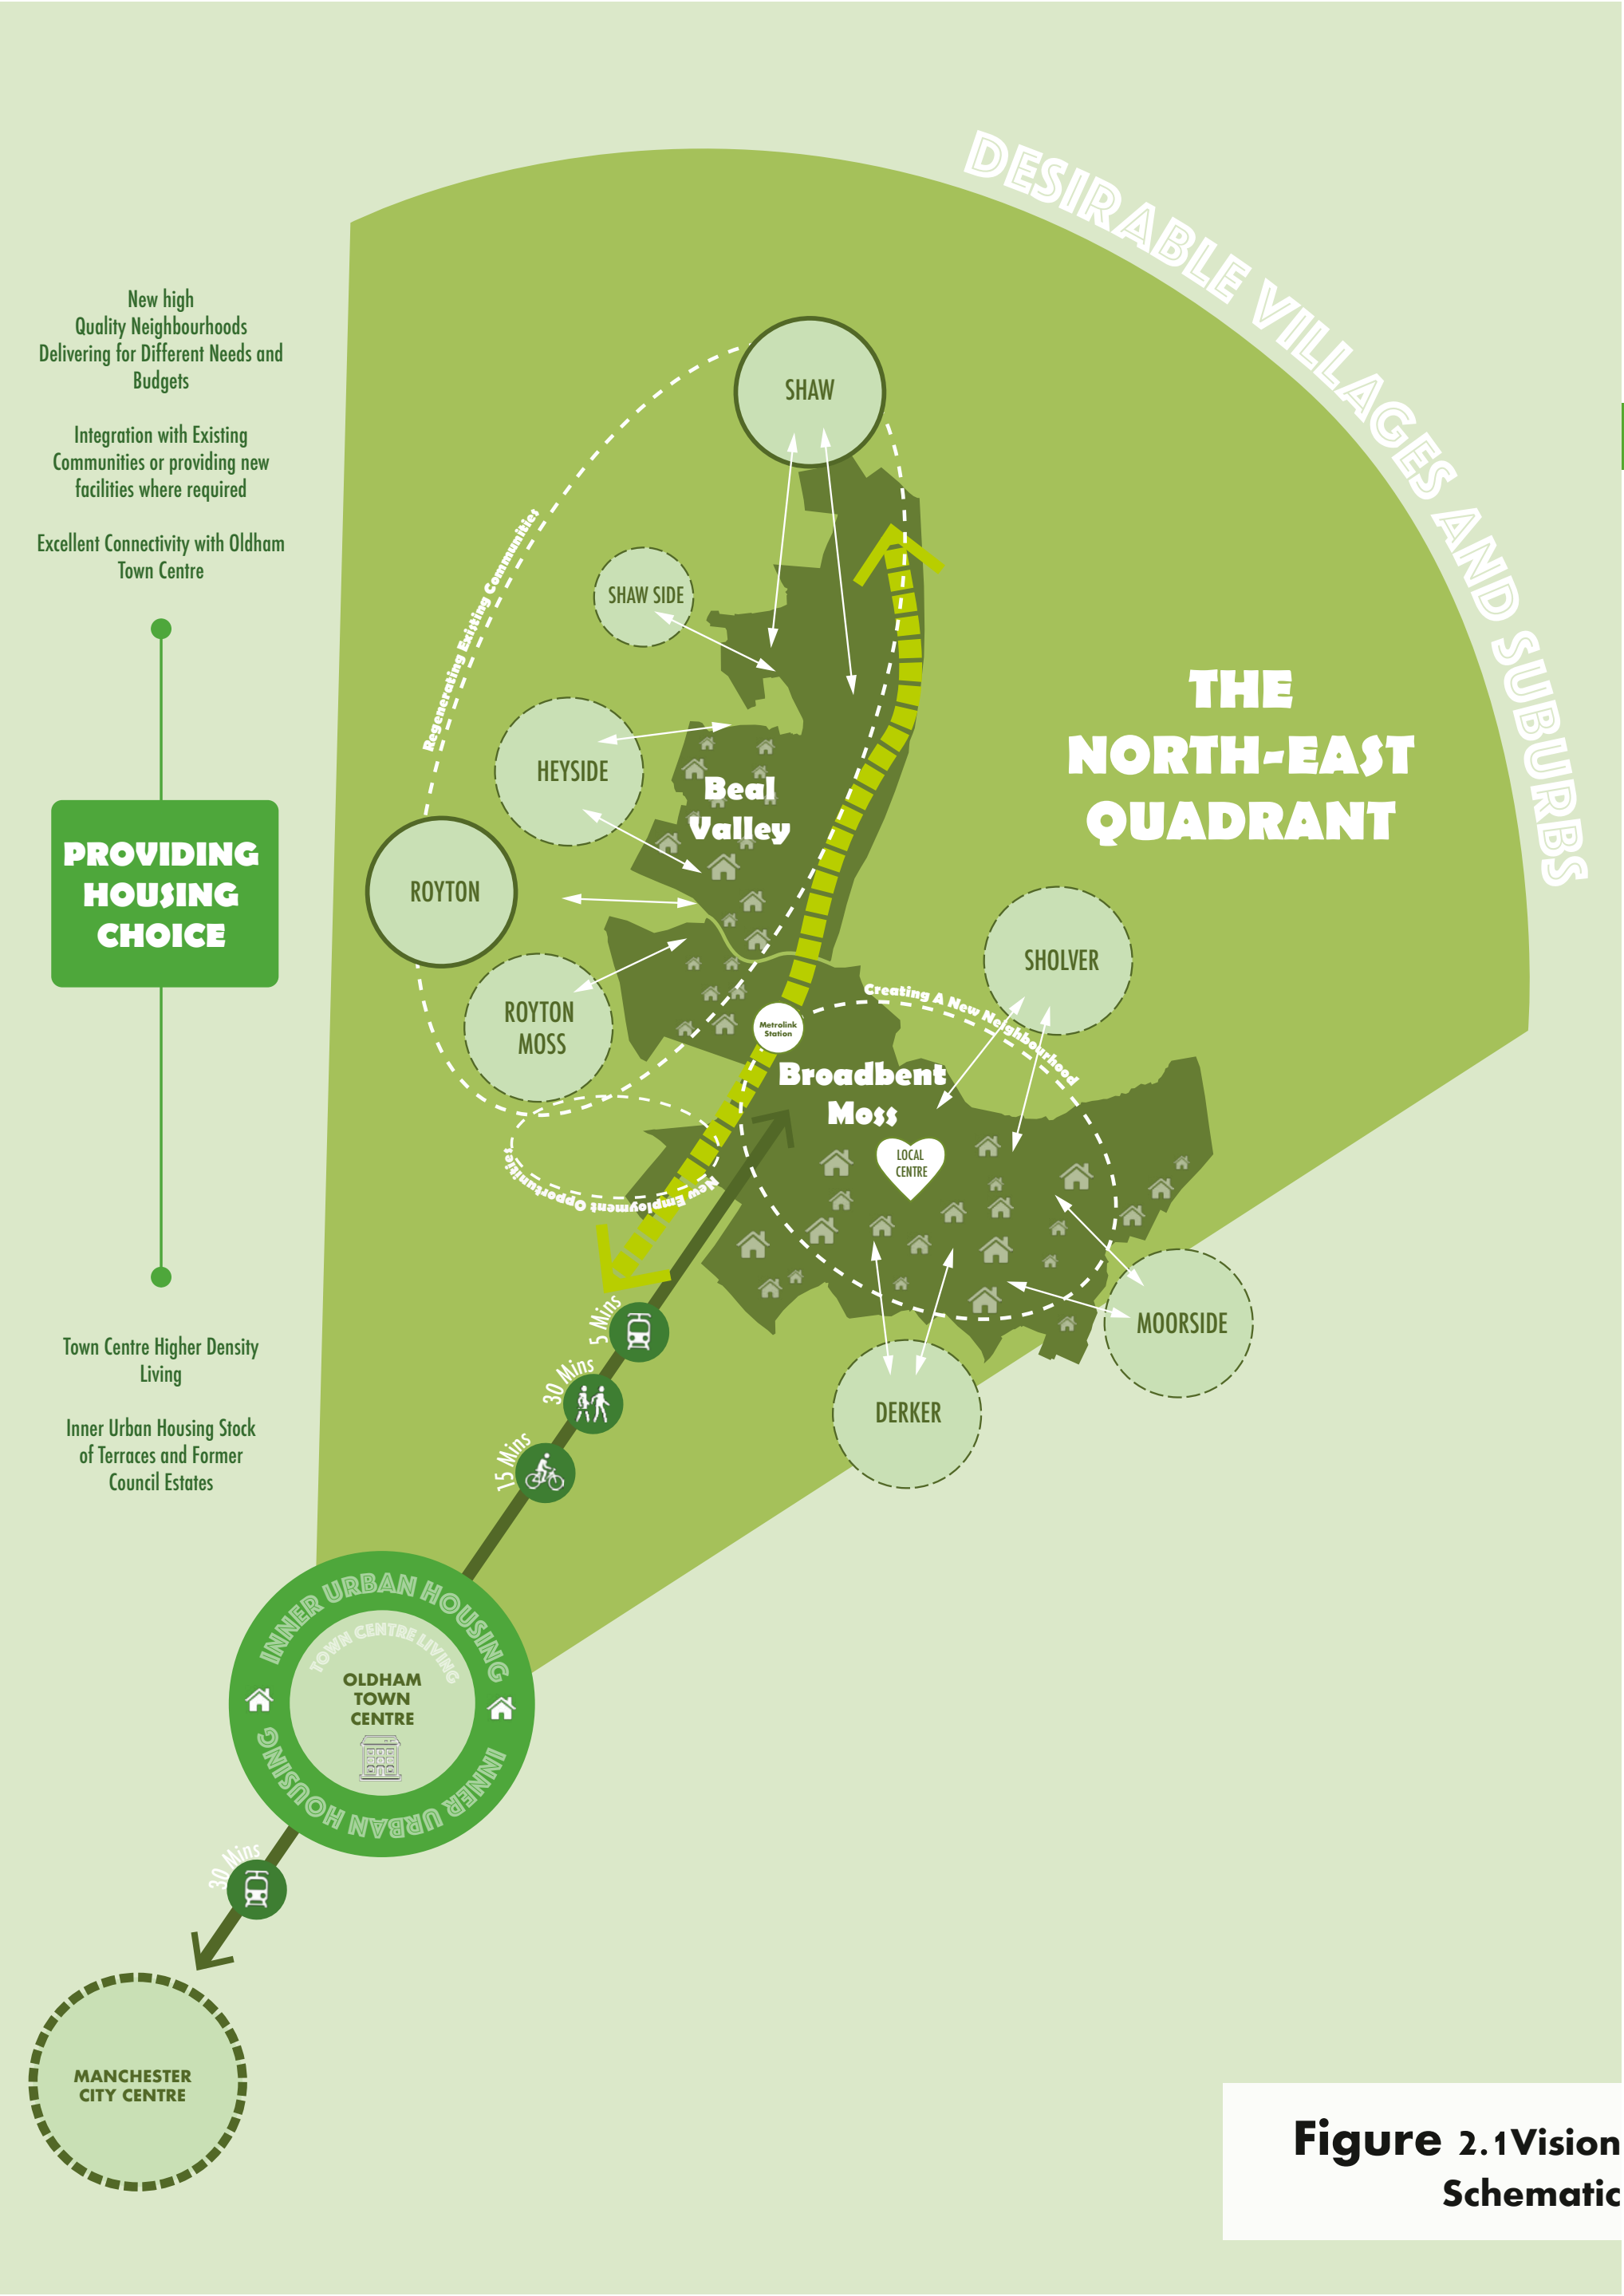 DESIRABLE VILLAGES AND SUBURBS
New high
Quality Neighbourhoods
Delivering for Different Needs and
Budgets
Integration with Existing
Communities or providing new
facilities where required
Excellent Connectivity with Oldham
Town Centre
PROVIDING
HOUSING
CHOICE
Town Centre Higher Density
Living
Inner Urban Housing Stock
of Terraces and Former
Council Estates
SHAW
Regenerating Existing Communities
SHAW SIDE
THE
NORTH-EAST
QUADRANT
HEYSIDE
Beal
Valley
ROYTON
SHOLVER
ROYTON
MOSS
Creating A New Neighbourhood
Metrolink
Station
Broadbent
Moss
LOCAL
CENTRE
New Employment Opportunities
MOORSIDE
DERKER
5 Mins
30 Mins
15 Mins
INNER URBAN HOUSING
TOWN CENTRE LIVING
OLDHAM
TOWN
CENTRE
INNER URBAN HOUSING
30 Mins
MANCHESTER
CITY CENTRE
Figure 2.1Vision
Schematic